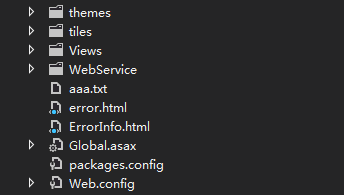 themes
tiles
Views
WebService
aaa.txt
error.html
ErrorInfo.html
Global.asax
packages.config
Web.config